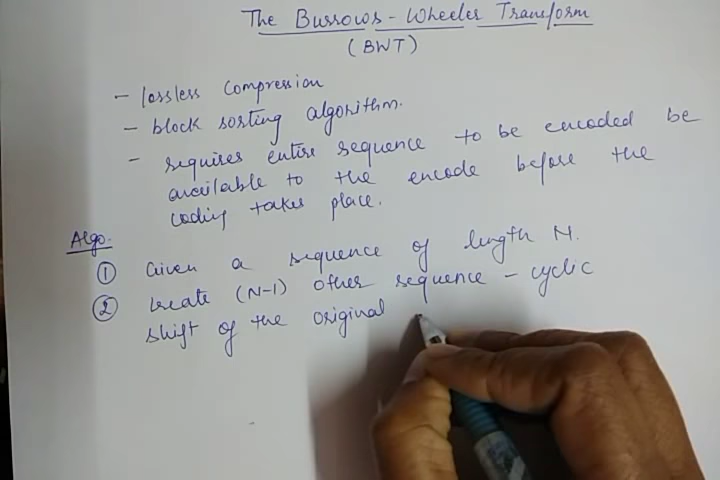 The Burrows-Wheeler Transform
(BWT)
- lossless compression
- block sorting algorithm.
- requires entire sequence to be encoded be
available to the encode before the
coding takes place.
Algo.
① Given a sequence of length N.
② create (N-1) other sequence - cyclic
shift of the original